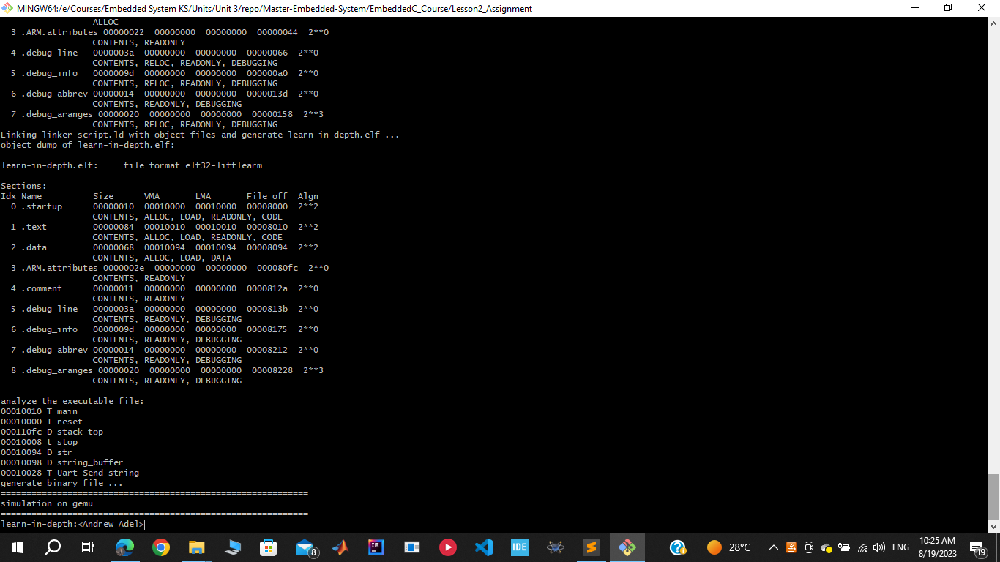 MINGW64:/e/Courses/Embedded System KS/Units/Unit 3/repo/Master-Embedded-System/EmbeddedC_Course/Lesson2_Assignment
ALLOC
3 .ARM.attributes 00000022 00000000 00000000 00000044 2**0
CONTENTS, READONLY
4 .debug_line 0000003a 00000000 00000000 00000066 2**0
CONTENTS, RELOC, READONLY, DEBUGGING
5 .debug_info 0000009d 00000000 00000000 000000a0 2**0
CONTENTS, RELOC, READONLY, DEBUGGING
6 .debug_abbrev 00000014 00000000 00000000 0000013d 2**0
CONTENTS, READONLY, DEBUGGING
7 .debug_aranges 00000020 00000000 00000000 00000158 2**3
CONTENTS, RELOC, READONLY, DEBUGGING
Linking linker_script.ld with object files and generate learn-in-depth.elf ...
object dump of learn-in-depth.elf:
learn-in-depth.elf: file format elf32-littlearm
Sections:
Idx Name Size VMA LMA File off Algn
0 .startup 00000010 00010000 00010000 00008000 2**2
CONTENTS, ALLOC, LOAD, READONLY, CODE
1 .text 00000084 00010010 00010010 00008010 2**2
CONTENTS, ALLOC, LOAD, READONLY, CODE
2 .data 00000068 00010094 00010094 00008094 2**2
CONTENTS, ALLOC, LOAD, DATA
3 .ARM.attributes 0000002e 00000000 00000000 000080fc 2**0
CONTENTS, READONLY
4 .comment 00000011 00000000 00000000 0000812a 2**0
CONTENTS, READONLY
5 .debug_line 0000003a 00000000 00000000 0000813b 2**0
CONTENTS, READONLY, DEBUGGING
6 .debug_info 0000009d 00000000 00000000 00008175 2**0
CONTENTS, READONLY, DEBUGGING
7 .debug_abbrev 00000014 00000000 00000000 00008212 2**0
CONTENTS, READONLY, DEBUGGING
8 .debug_aranges 00000020 00000000 00000000 00008228 2**3
CONTENTS, READONLY, DEBUGGING
analyze the executable file:
00010010 T main
00010000 T reset
000110fc D stack_top
00010008 t stop
00010094 D str
00010098 D string_buffer
00010028 T Uart_Send_string
generate binary file ...
============================================================
simulation on qemu
============================================================
learn-in-depth:<Andrew Adel>
8
IE
IDE
28°C
ENG
10:25 AM
8/19/2023
19